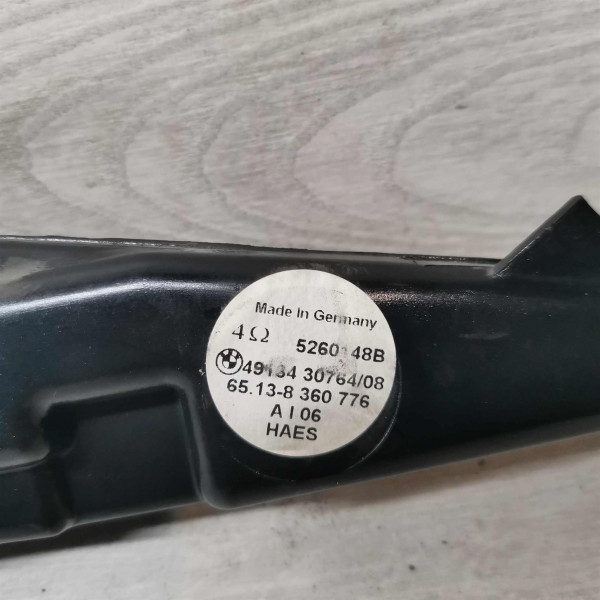 Made In Germany
4Ω 5260148B
49134 30764/08
65.13-8 360 776
A I 06
HAES